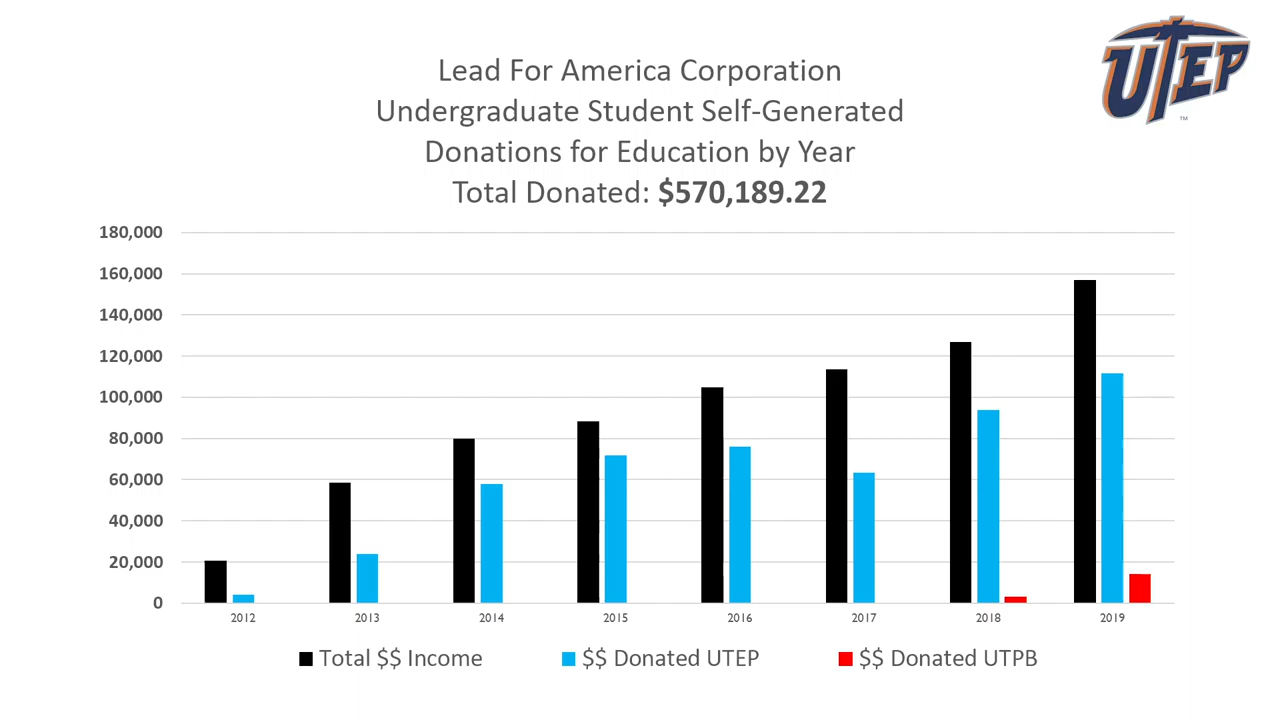 UTEP
TM
Lead For America Corporation
Undergraduate Student Self-Generated
Donations for Education by Year
Total Donated: $570,189.22
180,000
160,000
140,000
120,000
100,000
80,000
60,000
40,000
20,000
0
2012 2013 2014 2015 2016 2017 2018 2019
Total $$ Income $$ Donated UTEP $$ Donated UTPB